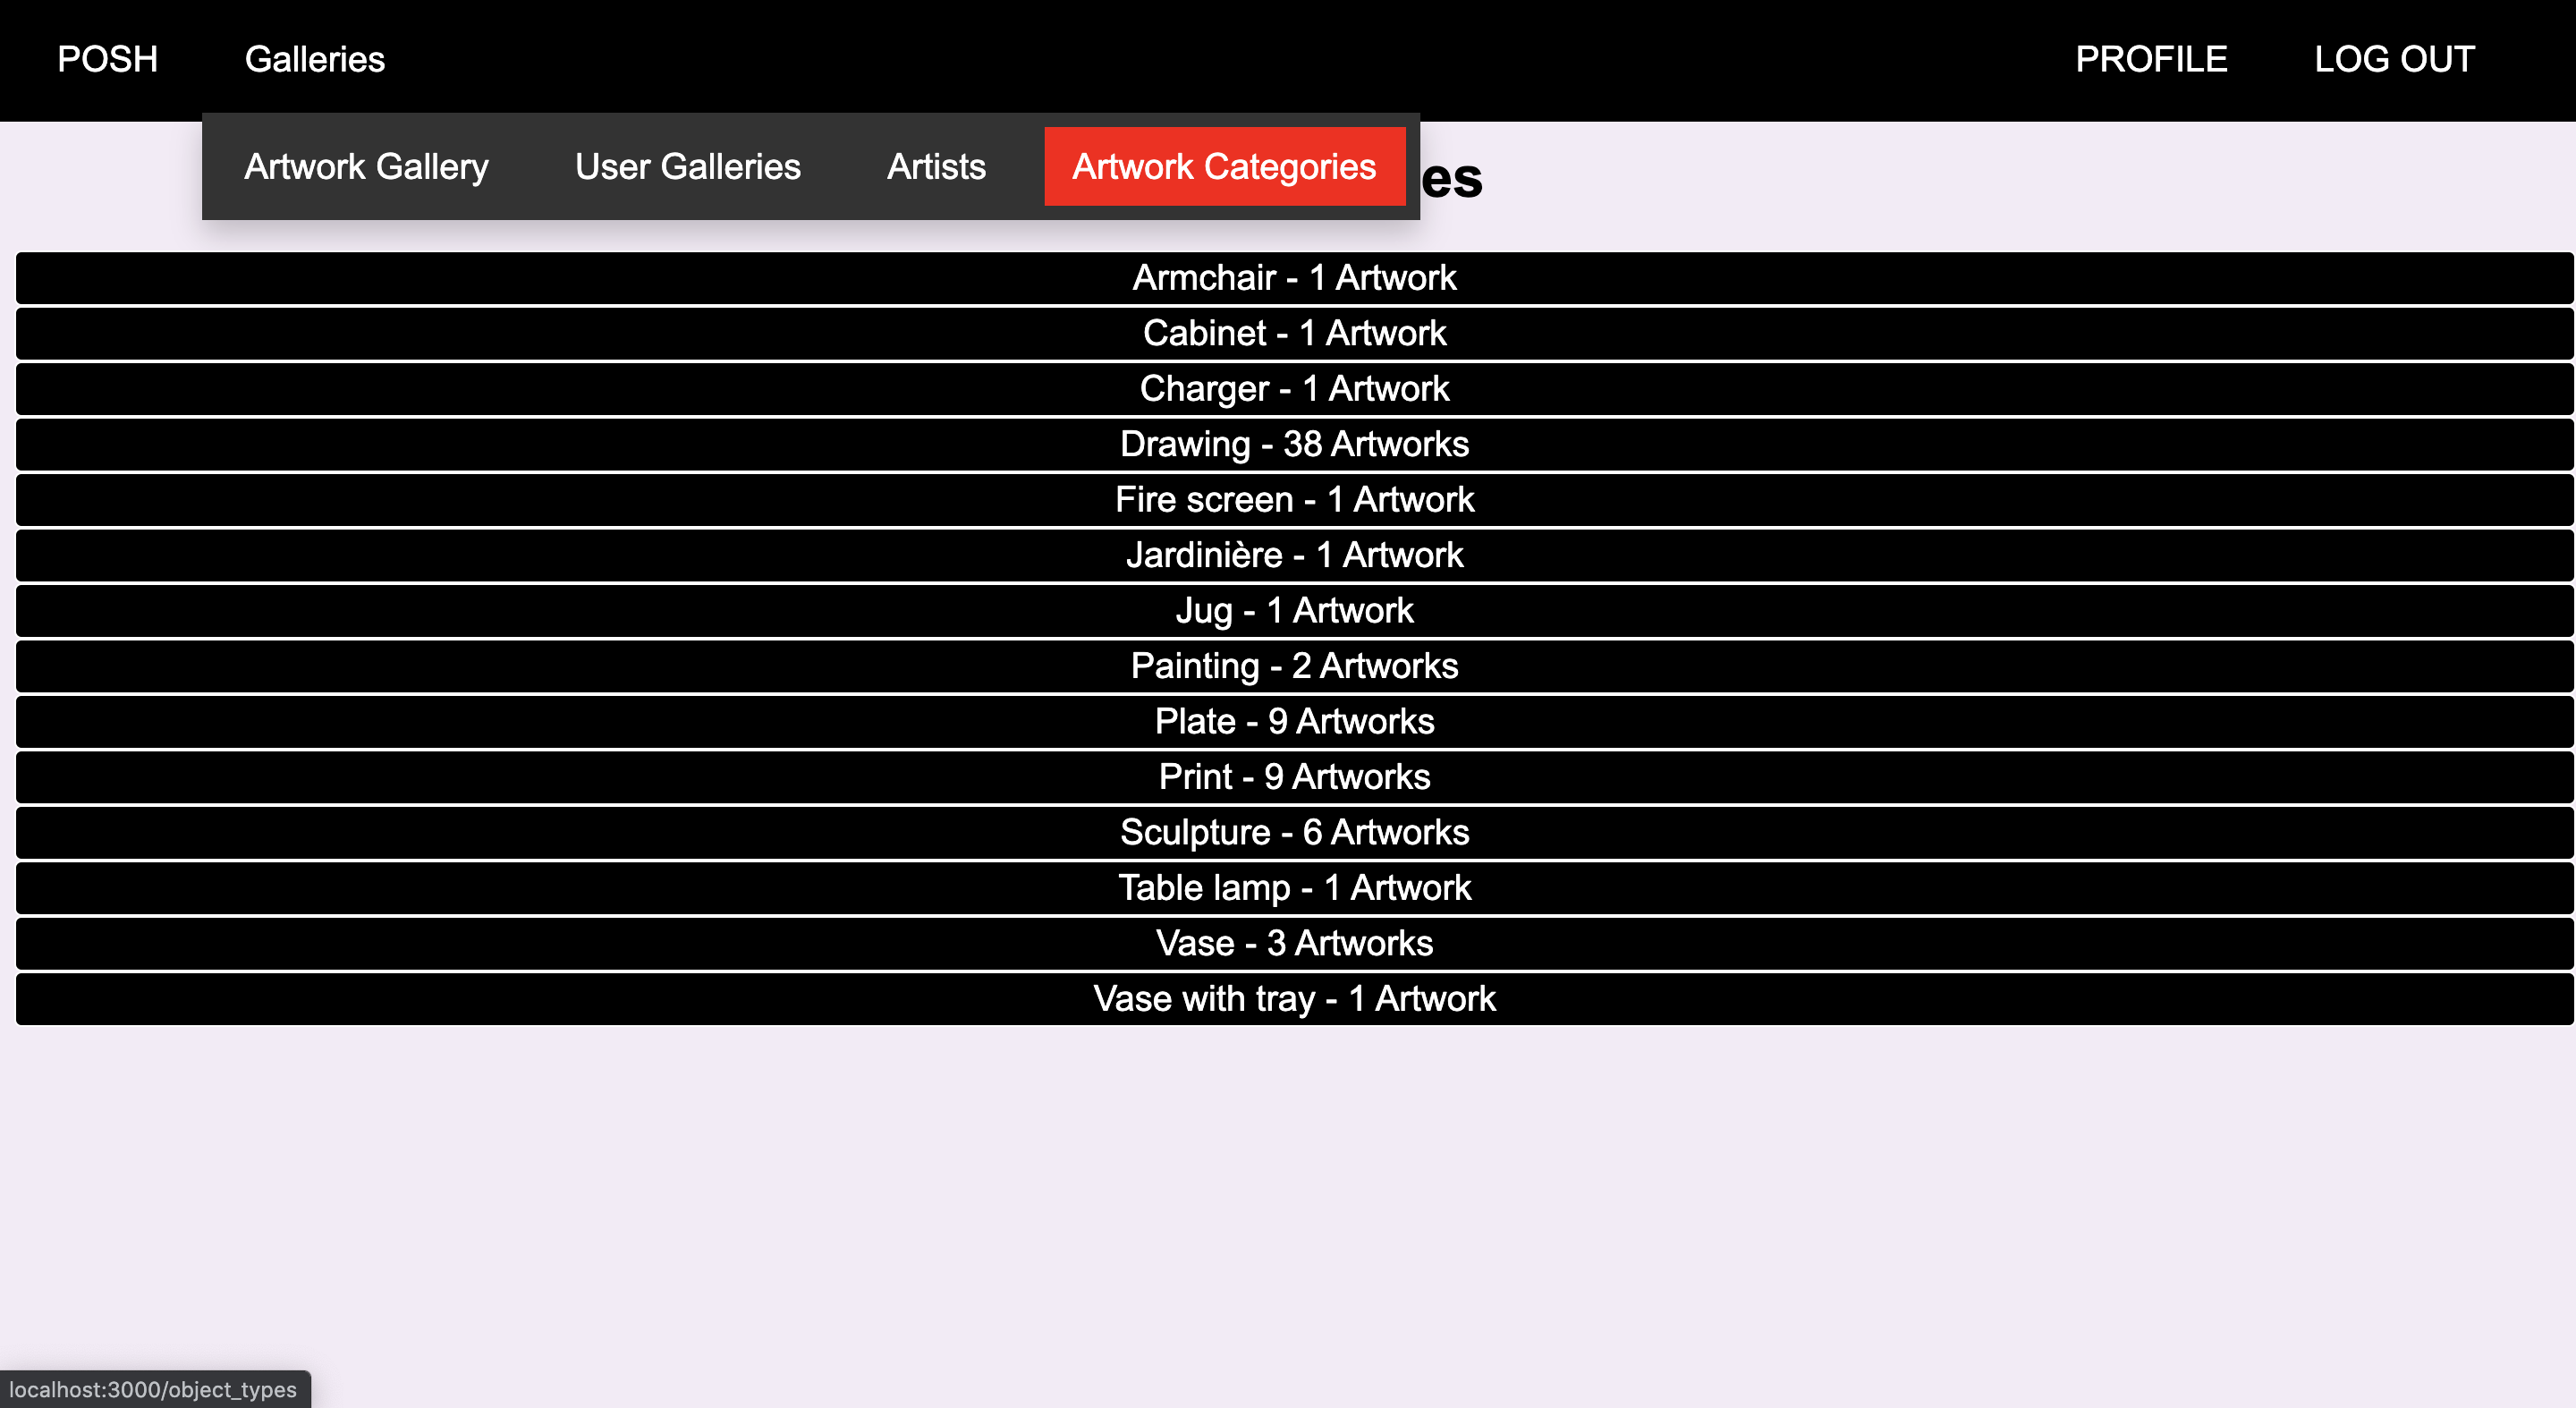 POSH Galleries PROFILE LOG OUT
Artwork Gallery User Galleries Artists Artwork Categories
es
Armchair - 1 Artwork
Cabinet - 1 Artwork
Charger - 1 Artwork
Drawing - 38 Artworks
Fire screen - 1 Artwork
Jardinière - 1 Artwork
Jug - 1 Artwork
Painting - 2 Artworks
Plate - 9 Artworks
Print - 9 Artworks
Sculpture - 6 Artworks
Table lamp - 1 Artwork
Vase - 3 Artworks
Vase with tray - 1 Artwork
localhost:3000/object_types